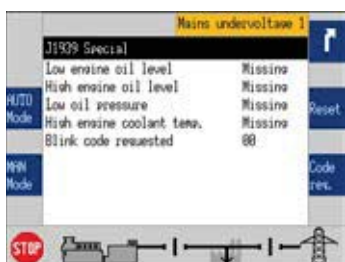 Mains undervoltage 1
J1939 Special
Low engine oil level Missing
High engine oil level Missing
Low oil pressure Missing
High engine coolant temp. Missing
Blink code requested 00
AUTO Mode
Reset
MAN Mode
Code req.
STOP